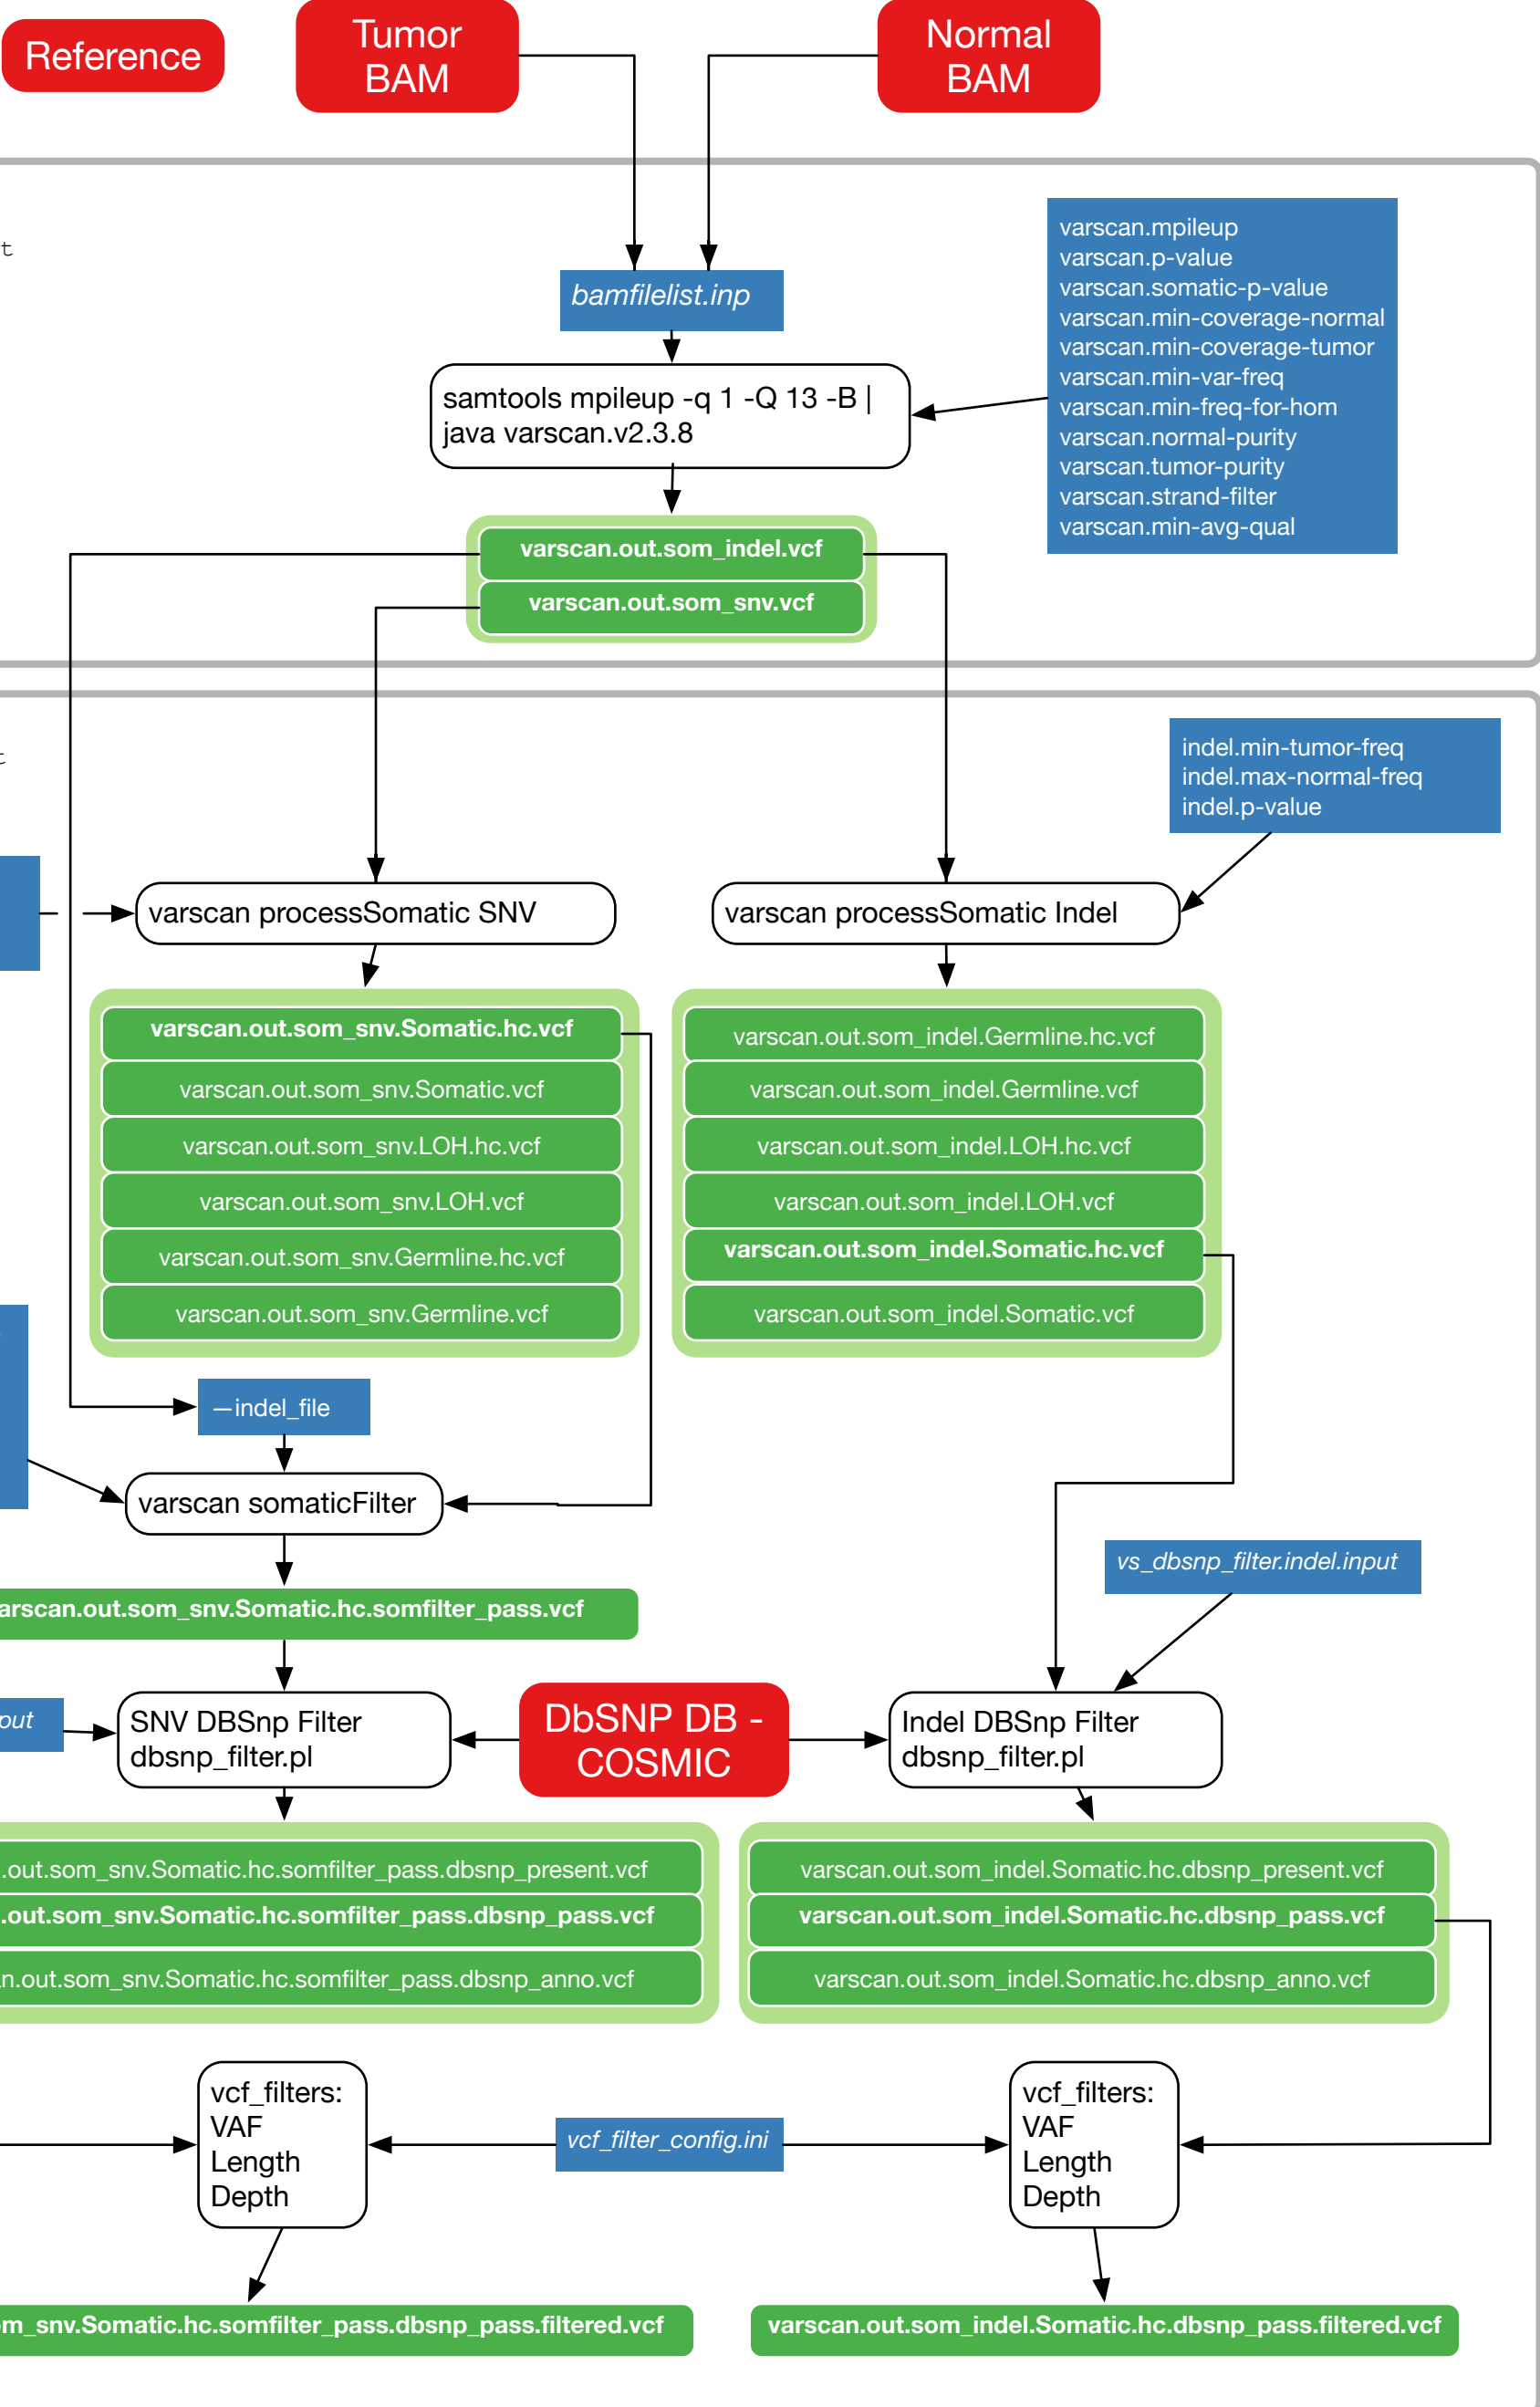 Reference
Tumor
BAM
Normal
BAM
t
bamfilelist.inp
varscan.mpileup
varscan.p-value
varscan.somatic-p-value
varscan.min-coverage-normal
varscan.min-coverage-tumor
varscan.min-var-freq
varscan.min-freq-for-hom
varscan.normal-purity
varscan.tumor-purity
varscan.strand-filter
varscan.min-avg-qual
samtools mpileup -q 1 -Q 13 -B |
java varscan.v2.3.8
varscan.out.som_indel.vcf
varscan.out.som_snv.vcf
indel.min-tumor-freq
indel.max-normal-freq
indel.p-value
varscan processSomatic SNV
varscan processSomatic Indel
varscan.out.som_snv.Somatic.hc.vcf
varscan.out.som_snv.Somatic.vcf
varscan.out.som_snv.LOH.hc.vcf
varscan.out.som_snv.LOH.vcf
varscan.out.som_snv.Germline.hc.vcf
varscan.out.som_snv.Germline.vcf
varscan.out.som_indel.Germline.hc.vcf
varscan.out.som_indel.Germline.vcf
varscan.out.som_indel.LOH.hc.vcf
varscan.out.som_indel.LOH.vcf
varscan.out.som_indel.Somatic.hc.vcf
varscan.out.som_indel.Somatic.vcf
—indel_file
varscan somaticFilter
vs_dbsnp_filter.indel.input
arscan.out.som_snv.Somatic.hc.somfilter_pass.vcf
put
SNV DBSnp Filter
dbsnp_filter.pl
DbSNP DB -
COSMIC
Indel DBSnp Filter
dbsnp_filter.pl
.out.som_snv.Somatic.hc.somfilter_pass.dbsnp_present.vcf
.out.som_snv.Somatic.hc.somfilter_pass.dbsnp_pass.vcf
n.out.som_snv.Somatic.hc.somfilter_pass.dbsnp_anno.vcf
varscan.out.som_indel.Somatic.hc.dbsnp_present.vcf
varscan.out.som_indel.Somatic.hc.dbsnp_pass.vcf
varscan.out.som_indel.Somatic.hc.dbsnp_anno.vcf
vcf_filters:
VAF
Length
Depth
vcf_filter_config.ini
vcf_filters:
VAF
Length
Depth
m_snv.Somatic.hc.somfilter_pass.dbsnp_pass.filtered.vcf
varscan.out.som_indel.Somatic.hc.dbsnp_pass.filtered.vcf